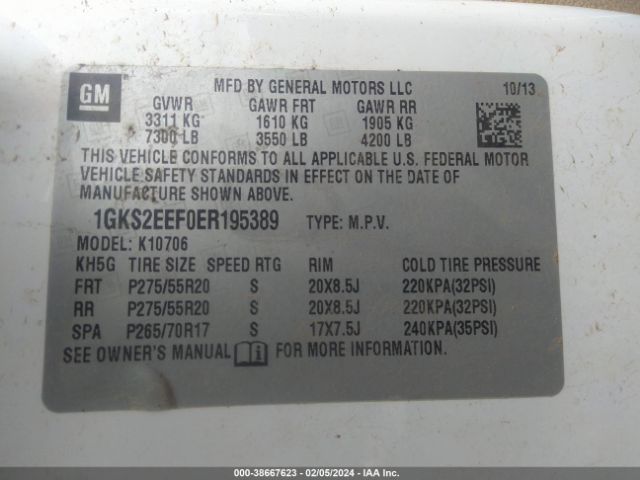 GM
MFD BY GENERAL MOTORS LLC 10/13
GVWR GAWR FRT GAWR RR
3311 KG 1610 KG 1905 KG
7300 LB 3550 LB 4200 LB
THIS VEHICLE CONFORMS TO ALL APPLICABLE U.S. FEDERAL MOTOR
VEHICLE SAFETY STANDARDS IN EFFECT ON THE DATE OF
MANUFACTURE SHOWN ABOVE.
1GKS2EEF0ER195389 TYPE: M.P.V.
MODEL: K10706
KH5G TIRE SIZE SPEED RTG RIM COLD TIRE PRESSURE
FRT P275/55R20 S 20X8.5J 220KPA(32PSI)
RR P275/55R20 S 20X8.5J 220KPA(32PSI)
SPA P265/70R17 S 17X7.5J 240KPA(35PSI)
SEE OWNER'S MANUAL FOR MORE INFORMATION.
000-38667623 - 02/05/2024 - IAAI.COM